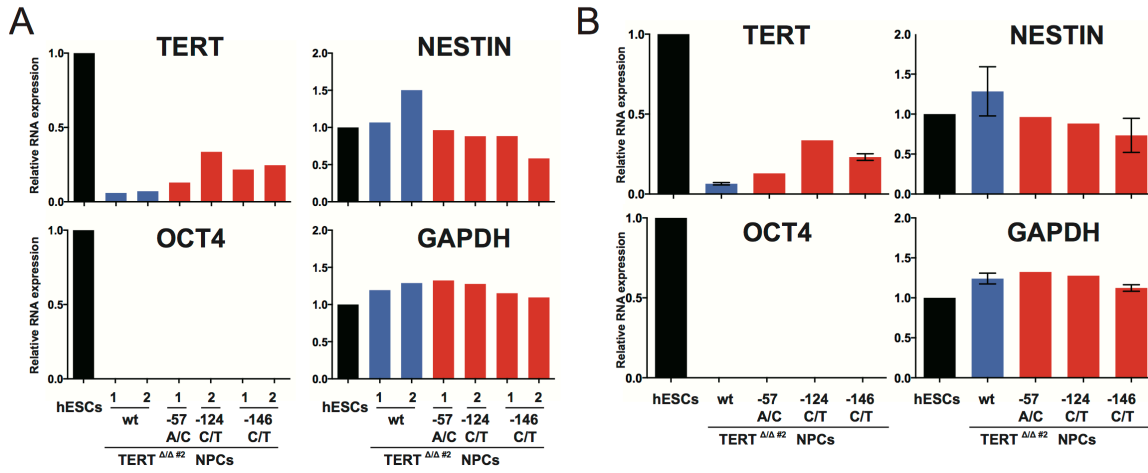 A
TERT
NESTIN
Relative RNA expression
1.0
0.5
0.0
2.0
1.5
1.0
0.5
0.0
OCT4
GAPDH
Relative RNA expression
1.0
0.5
0.0
2.0
1.5
1.0
0.5
0.0
hESCs
1 2 1 2 1 2
wt -57 -124 -146
A/C C/T C/T
TERT Δ/Δ #2 NPCs
hESCs
1 2 1 2 1 2
wt -57 -124 -146
A/C C/T C/T
TERT Δ/Δ #2 NPCs
B
TERT
NESTIN
Relative RNA expression
1.0
0.5
0.0
2.0
1.5
1.0
0.5
0.0
OCT4
GAPDH
Relative RNA expression
1.0
0.5
0.0
2.0
1.5
1.0
0.5
0.0
hESCs wt -57 -124 -146
A/C C/T C/T
TERT Δ/Δ #2 NPCs
hESCs wt -57 -124 -146
A/C C/T C/T
TERT Δ/Δ #2 NPCs